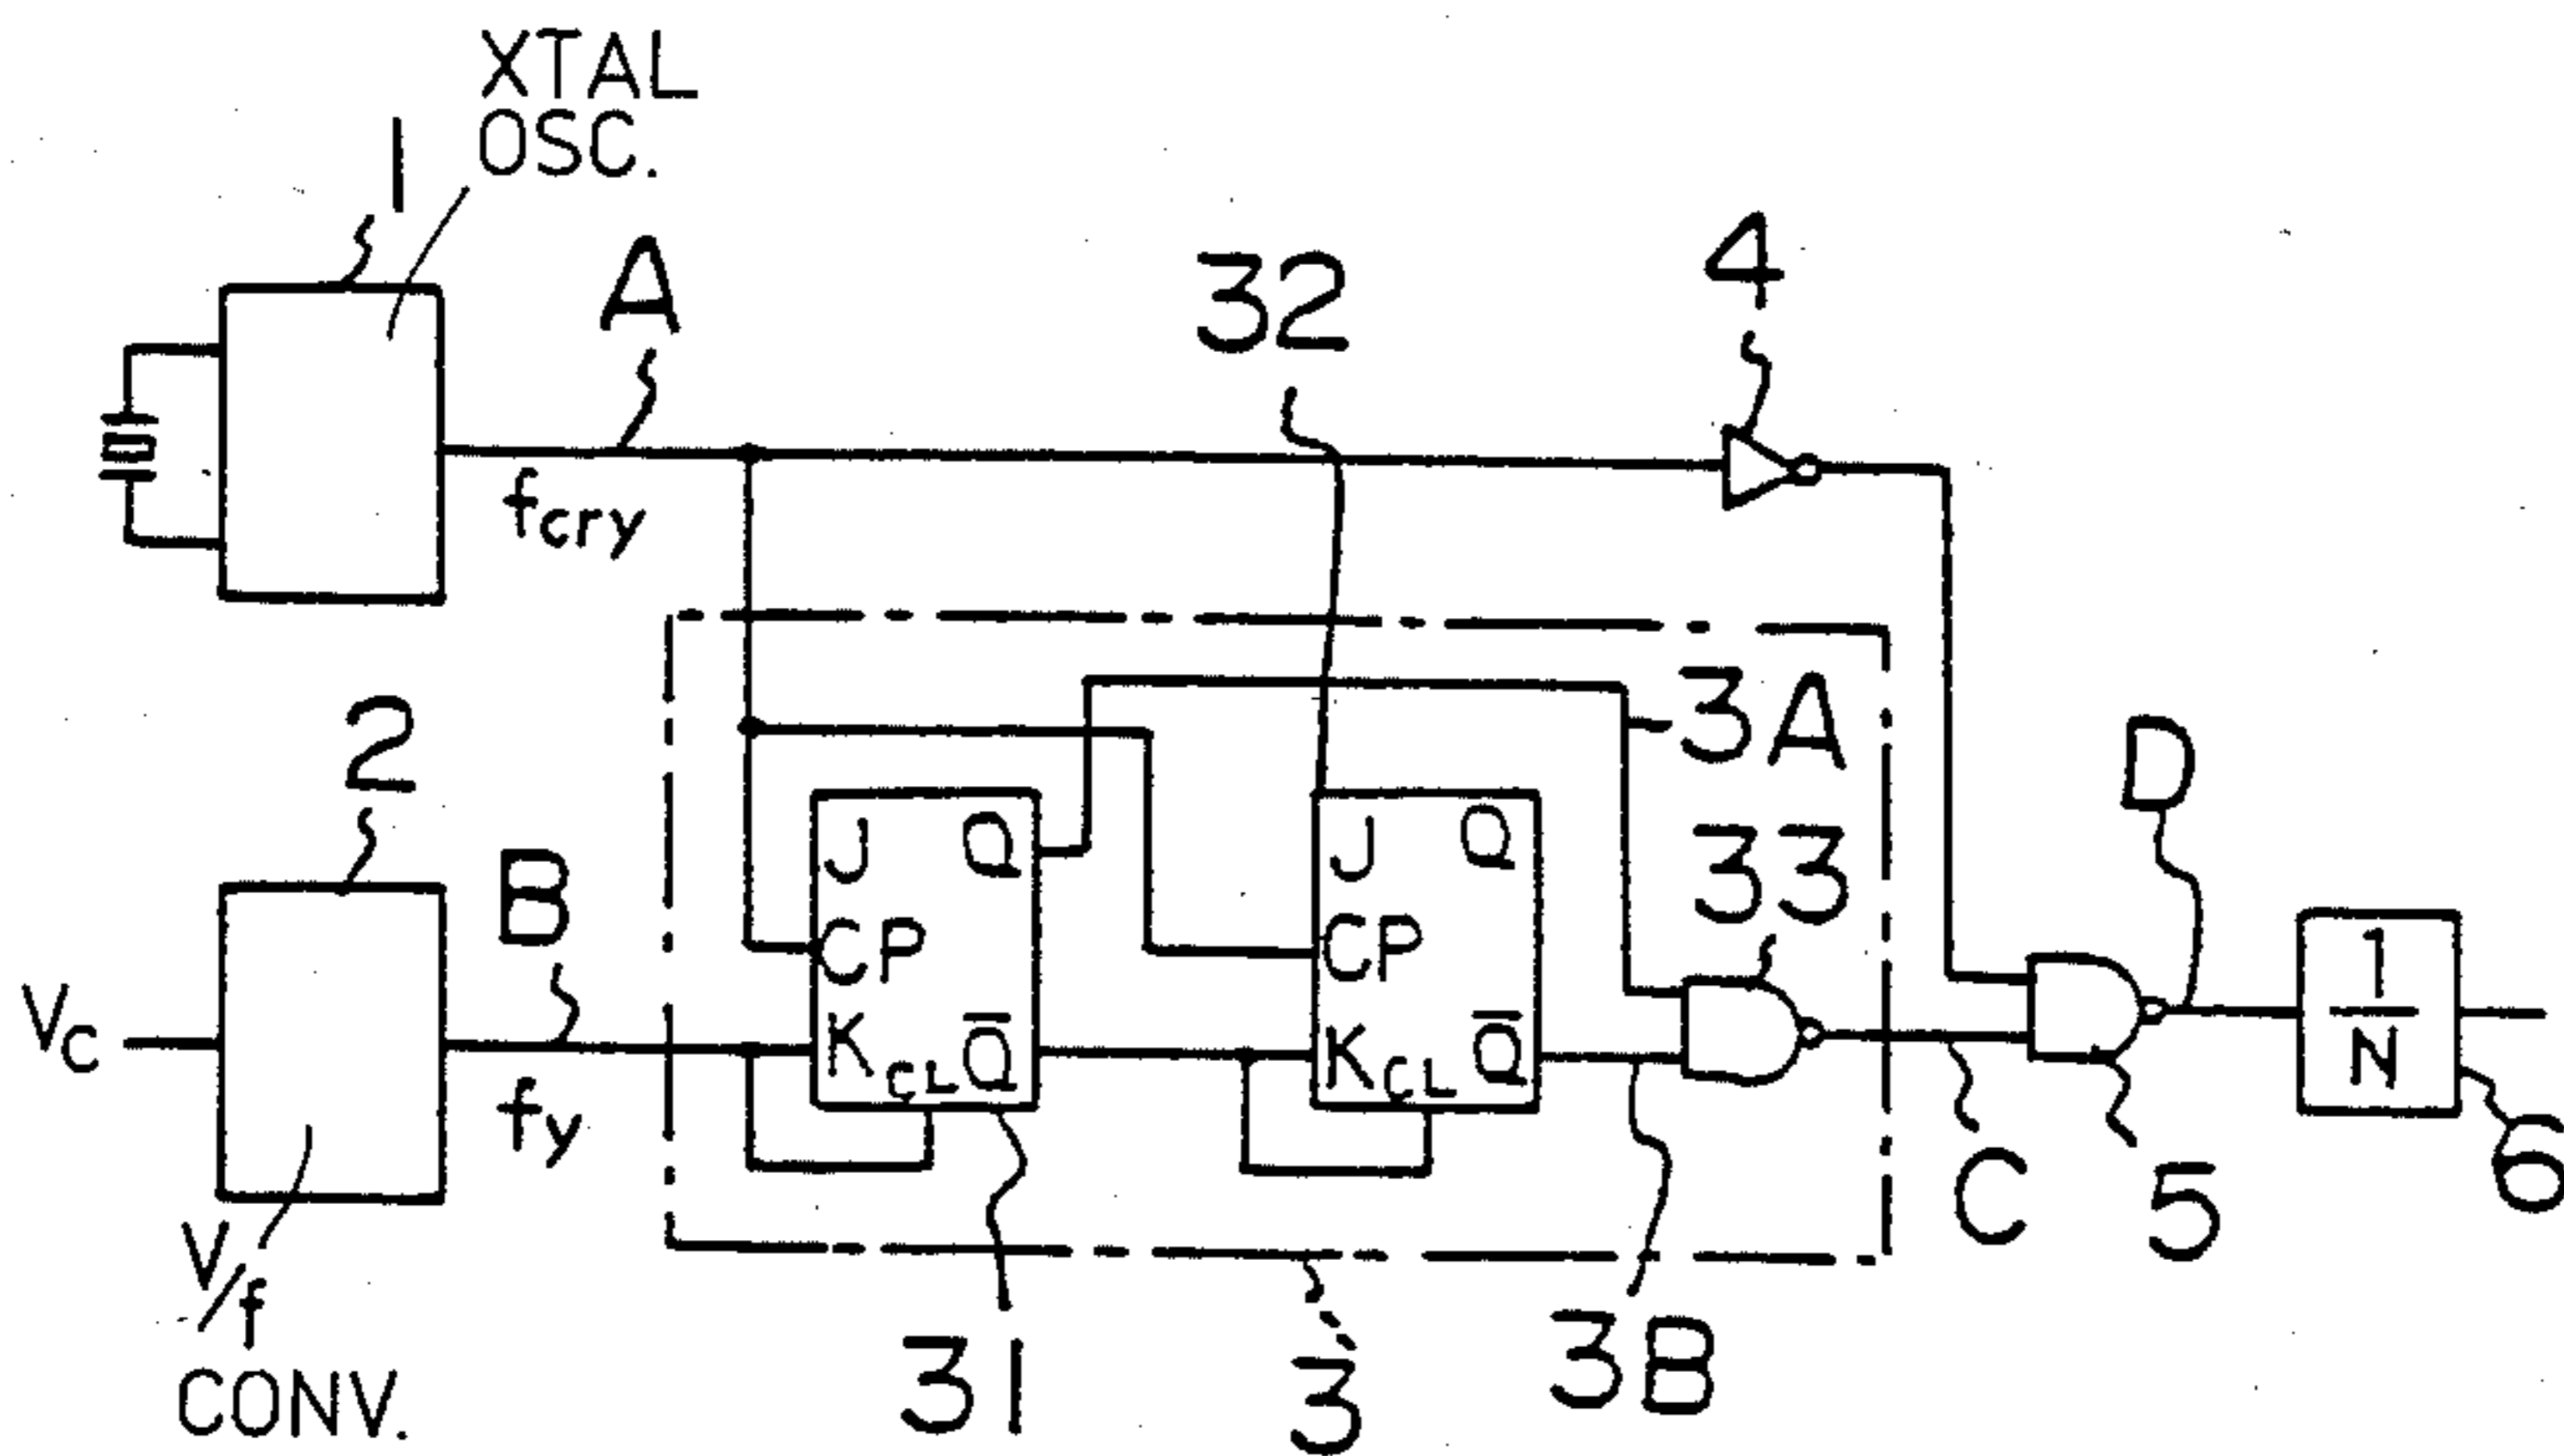 XTAL
OSC.
1
A
32
4
fcry
2
3A
D
J Q
J Q
33
B
CP
CP
1
N
VC
KCL Q̅
KCL Q̅
fy
6
C
5
V/f
CONV.
31
3
3B